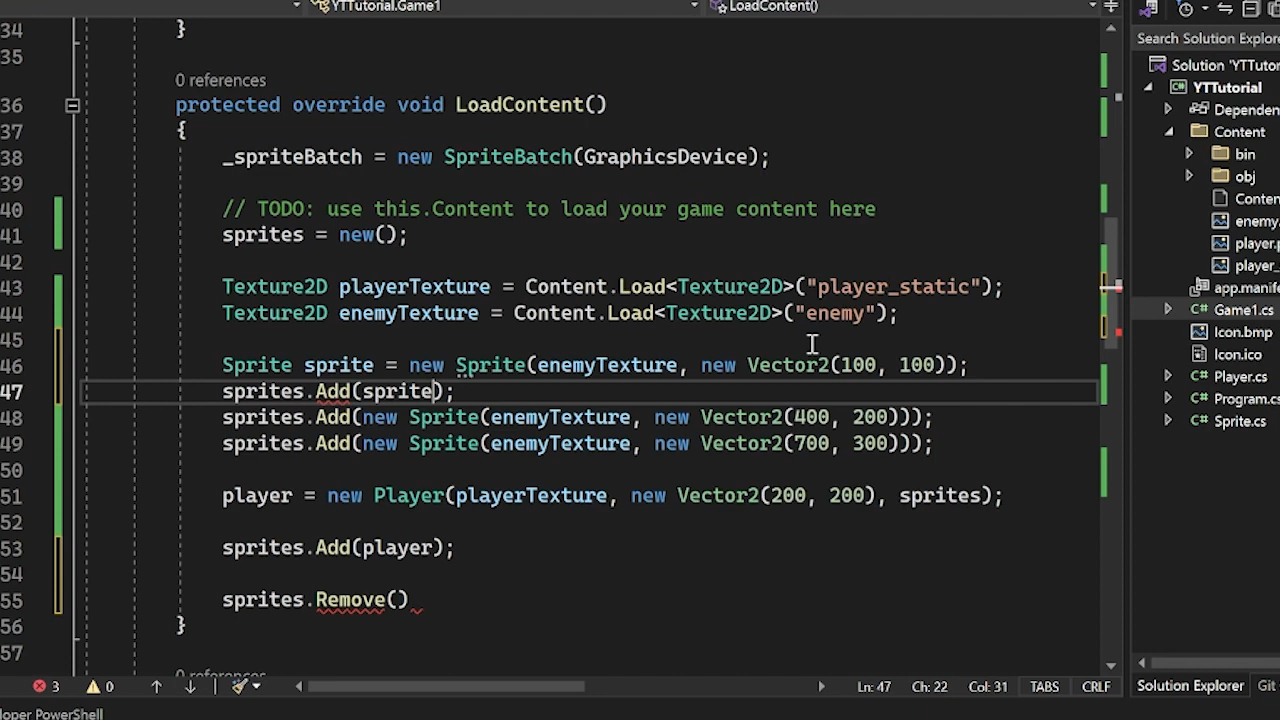 YTTutorial.Game1
LoadContent()
34 }
35
0 references
36 protected override void LoadContent()
37 {
38 _spriteBatch = new SpriteBatch(GraphicsDevice);
39
40 // TODO: use this.Content to load your game content here
41 sprites = new();
42
43 Texture2D playerTexture = Content.Load<Texture2D>("player_static");
44 Texture2D enemyTexture = Content.Load<Texture2D>("enemy");
45
46 Sprite sprite = new Sprite(enemyTexture, new Vector2(100, 100));
47 sprites.Add(sprite);
48 sprites.Add(new Sprite(enemyTexture, new Vector2(400, 200)));
49 sprites.Add(new Sprite(enemyTexture, new Vector2(700, 300)));
50
51 player = new Player(playerTexture, new Vector2(200, 200), sprites);
52
53 sprites.Add(player);
54
55 sprites.Remove()
56 }
57
0 references
3 0 Ln: 47 Ch: 22 Col: 31 TABS CRLF
loper PowerShell
Search Solution Explore
Solution 'YTTutor
YTTutorial
Dependen
Content
bin
obj
Conten
enemy.
player.p
player_
app.manife
Game1.cs
Icon.bmp
Icon.ico
Player.cs
Program.cs
Sprite.cs
Solution Explorer Git